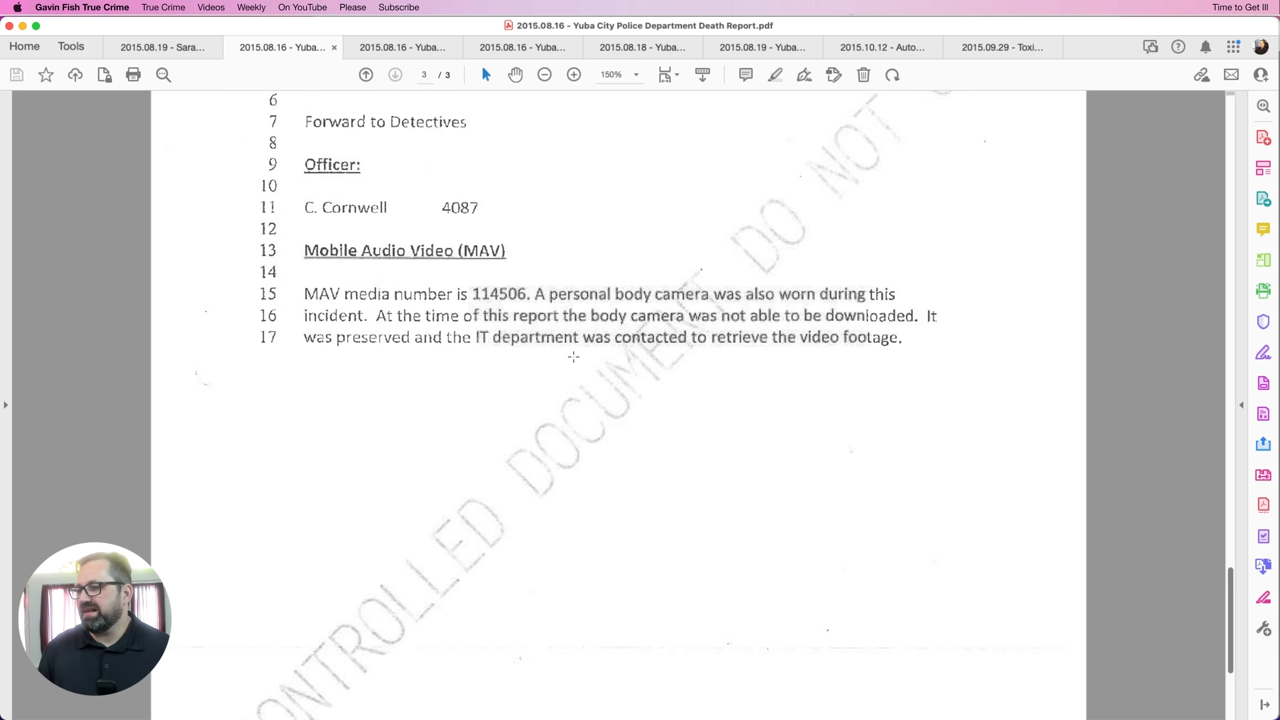 Gavin Fish True Crime True Crime Videos Weekly On YouTube Please Subscribe Time to Get Ill
2015.08.16 - Yuba City Police Department Death Report.pdf
Home Tools 2015.08.19 - Sara... 2015.08.16 - Yuba... × 2015.08.16 - Yuba... 2015.08.16 - Yuba... 2015.08.18 - Yuba... 2015.08.19 - Yuba... 2015.10.12 - Auto... 2015.09.29 - Toxi...
3 / 3 150%
6
7 Forward to Detectives
8
9 Officer:
10
11 C. Cornwell 4087
12
13 Mobile Audio Video (MAV)
14
15 MAV media number is 114506. A personal body camera was also worn during this
16 incident. At the time of this report the body camera was not able to be downloaded. It
17 was preserved and the IT department was contacted to retrieve the video footage.
CONTROLLED DOCUMENT DO NOT